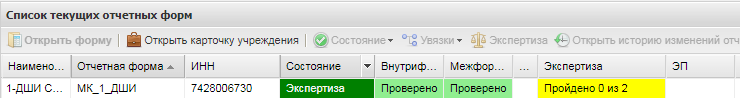 Список текущих отчетных форм
Открыть форму Открыть карточку учреждения Состояние Увязки Экспертиза Открыть историю изменений отч
Наимено... Отчетная форма ИНН Состояние Внутриф... Межфор... ... Экспертиза ЭП
1-ДШИ С... МК_1_ДШИ 7428006730 Экспертиза Проверено Проверено Пройдено 0 из 2